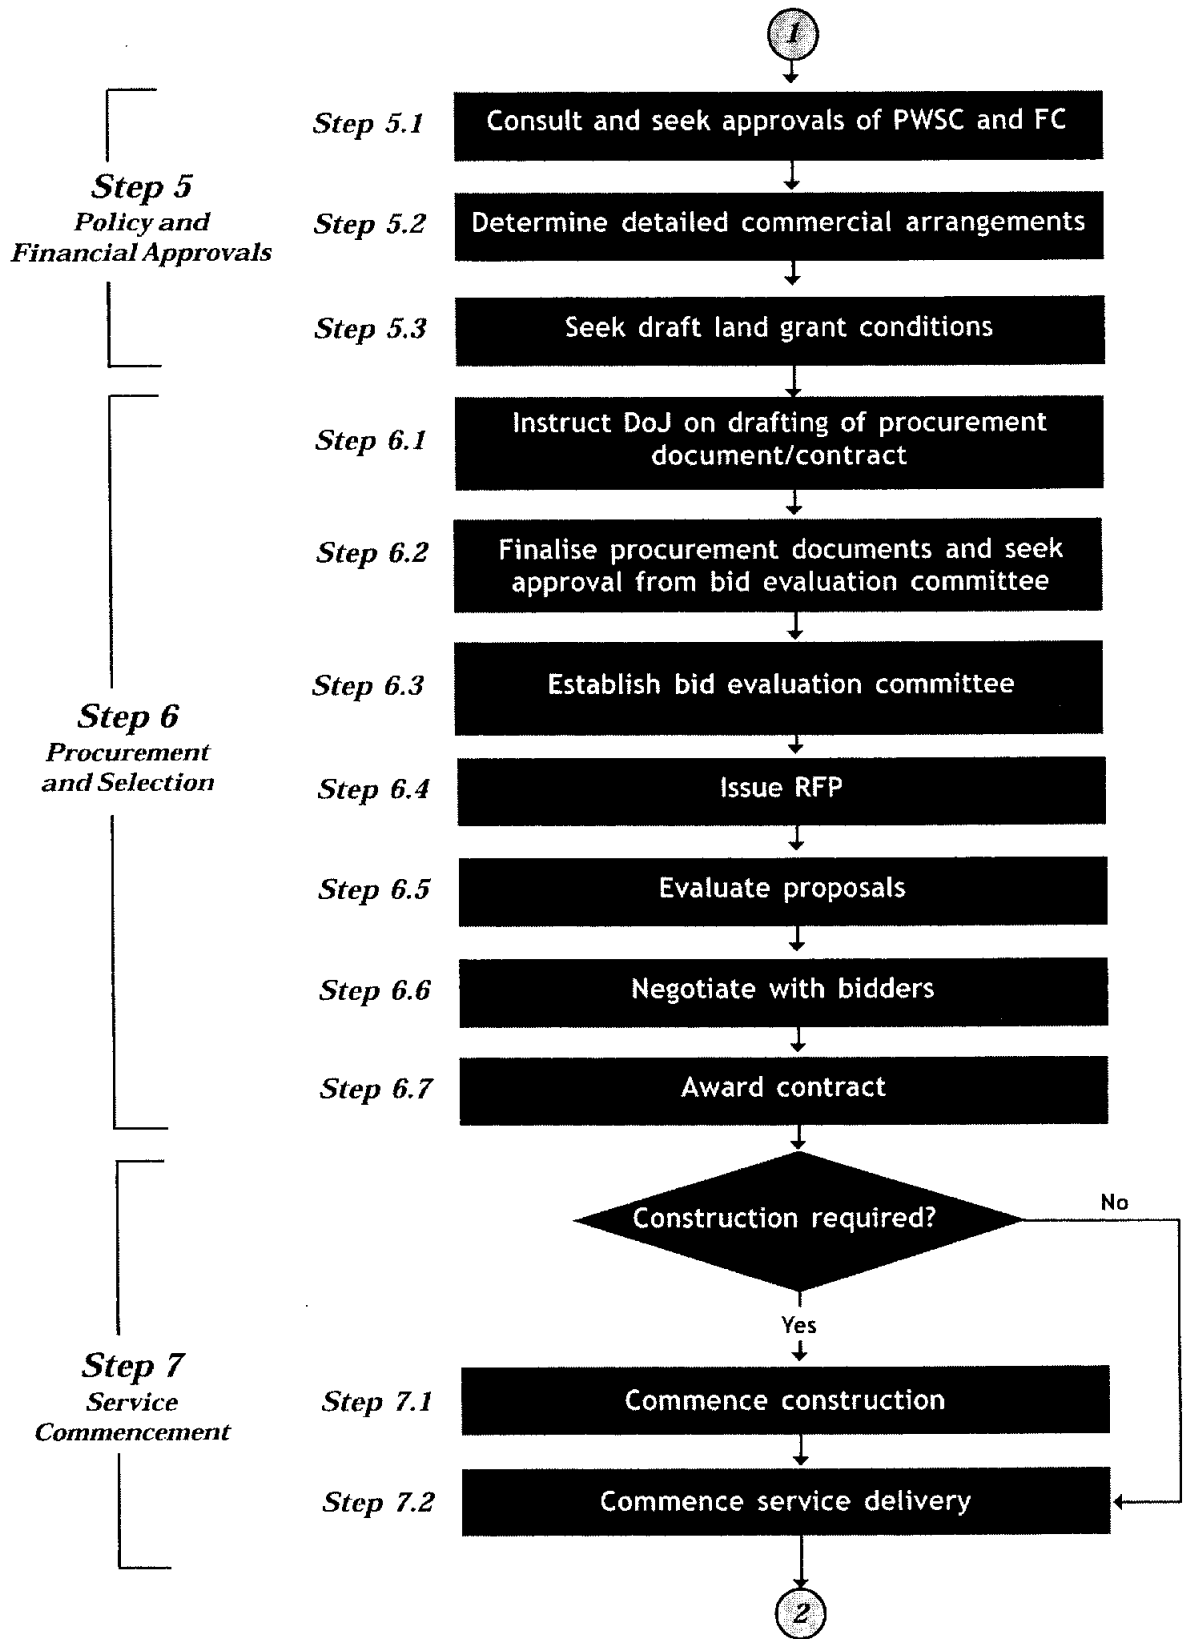 1
Step 5.1
Consult and seek approvals of PWSC and FC
Step 5
Policy and
Financial Approvals
Step 5.2
Determine detailed commercial arrangements
Step 5.3
Seek draft land grant conditions
Step 6.1
Instruct DoJ on drafting of procurement
document/contract
Step 6.2
Finalise procurement documents and seek
approval from bid evaluation committee
Step 6.3
Establish bid evaluation committee
Step 6
Procurement
and Selection
Step 6.4
Issue RFP
Step 6.5
Evaluate proposals
Step 6.6
Negotiate with bidders
Step 6.7
Award contract
Construction required?
No
Yes
Step 7
Service
Commencement
Step 7.1
Commence construction
Step 7.2
Commence service delivery
2